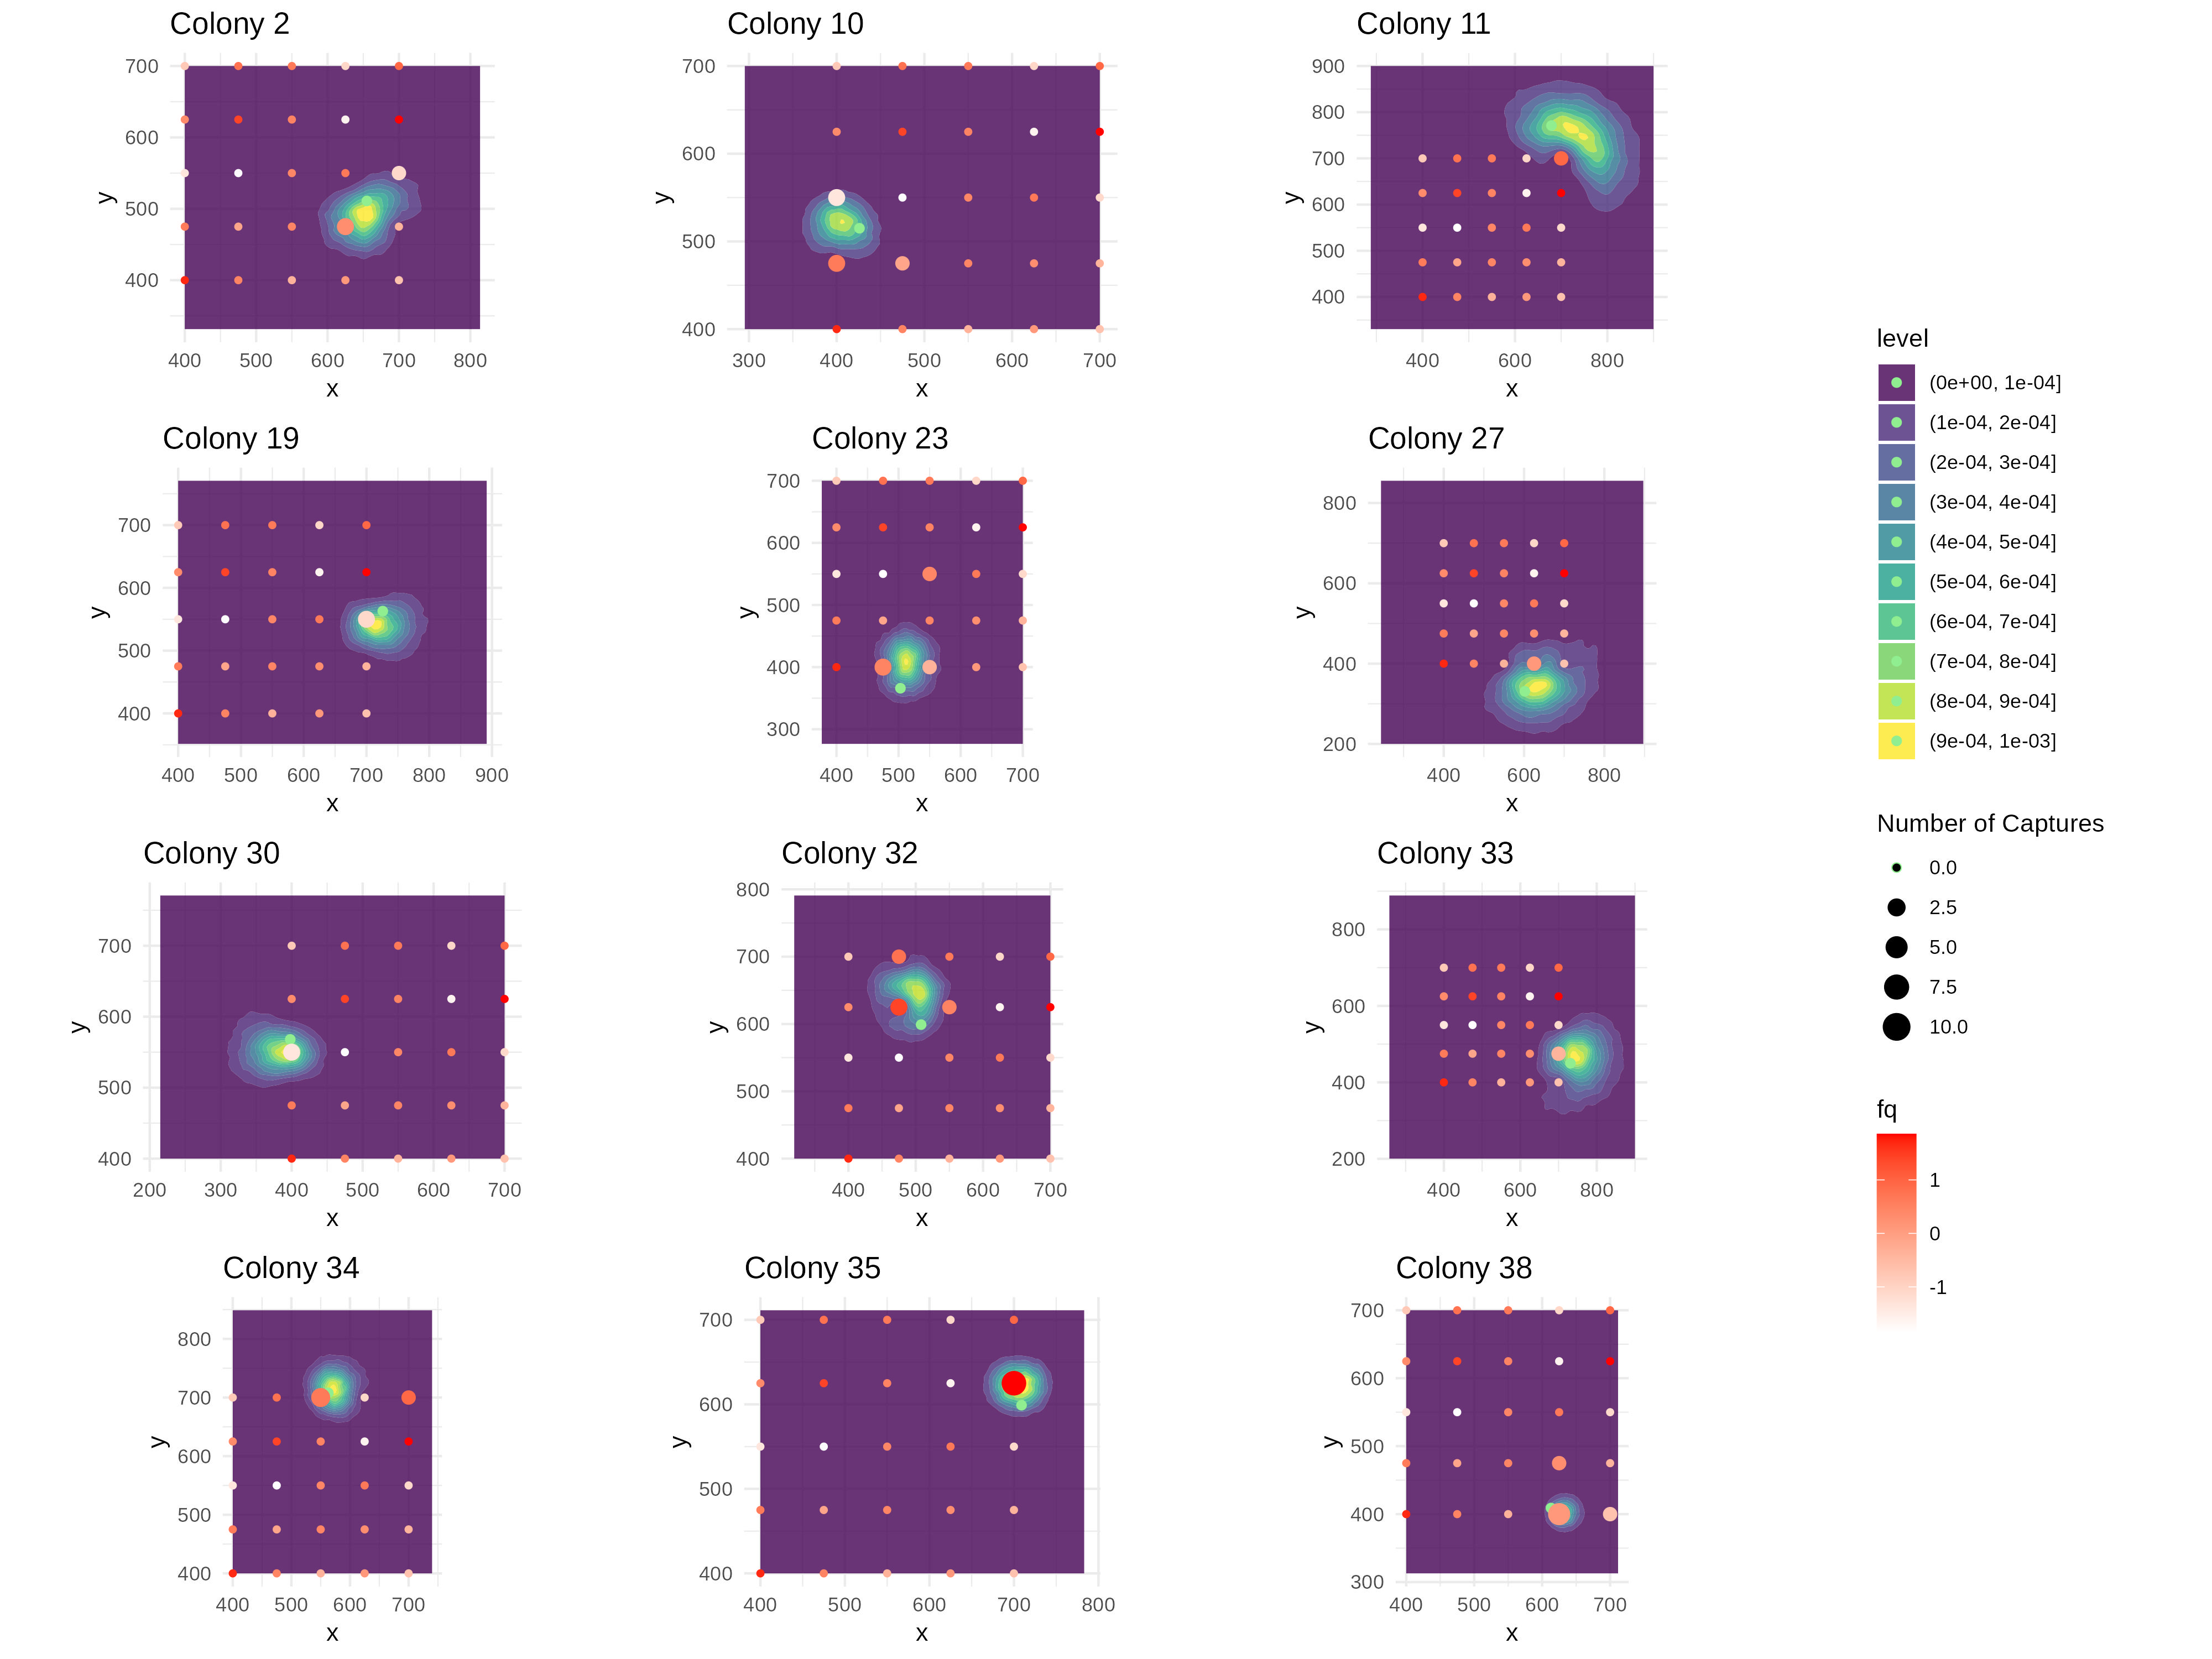 Colony 2
700
600
500
400
y
400 500 600 700 800
x
Colony 10
700
600
500
400
y
300 400 500 600 700
x
Colony 11
900
800
700
600
500
400
y
400 600 800
x
Colony 19
700
600
500
400
y
400 500 600 700 800 900
x
Colony 23
700
600
500
400
300
y
400 500 600 700
x
Colony 27
800
600
400
200
y
400 600 800
x
Colony 30
700
600
500
400
y
200 300 400 500 600 700
x
Colony 32
800
700
600
500
400
y
400 500 600 700
x
Colony 33
800
600
400
200
y
400 600 800
x
Colony 34
800
700
600
500
400
y
400 500 600 700
x
Colony 35
700
600
500
400
y
400 500 600 700 800
x
Colony 38
700
600
500
400
300
y
400 500 600 700
x
level
(0e+00, 1e-04]
(1e-04, 2e-04]
(2e-04, 3e-04]
(3e-04, 4e-04]
(4e-04, 5e-04]
(5e-04, 6e-04]
(6e-04, 7e-04]
(7e-04, 8e-04]
(8e-04, 9e-04]
(9e-04, 1e-03]
Number of Captures
0.0
2.5
5.0
7.5
10.0
fq
1
0
-1